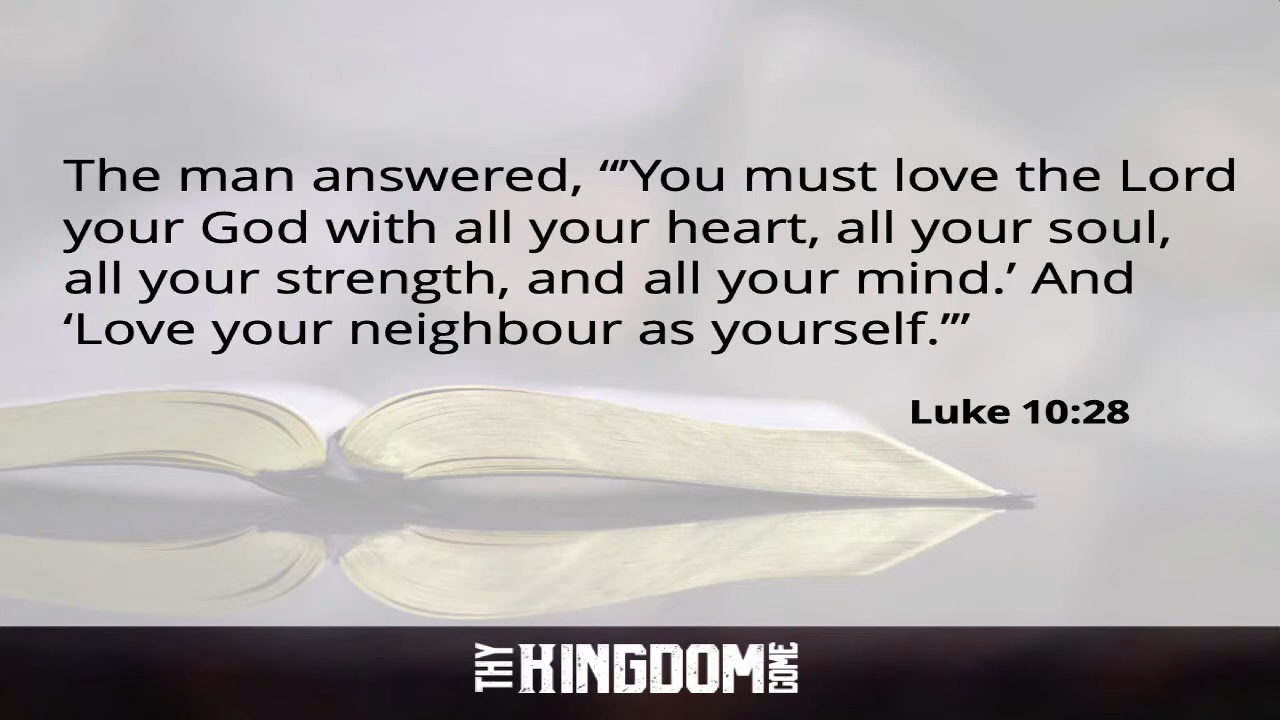 The man answered, “‘You must love the Lord
your God with all your heart, all your soul,
all your strength, and all your mind.’ And
‘Love your neighbour as yourself.’”
Luke 10:28
THY KINGDOM COME